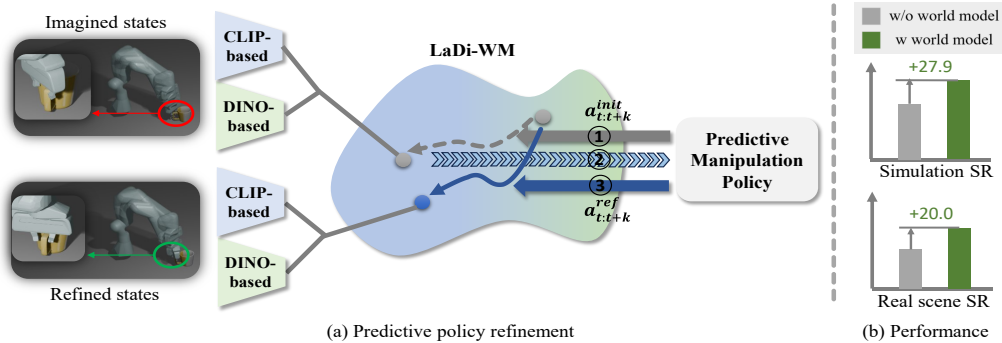 Imagined states
CLIP-
based
DINO-
based
CLIP-
based
DINO-
based
Refined states
LaDi-WM
a_{t:t+k}^{init}
1
2
3
a_{t:t+k}^{ref}
Predictive
Manipulation
Policy
(a) Predictive policy refinement
w/o world model
w world model
+27.9
Simulation SR
+20.0
Real scene SR
(b) Performance